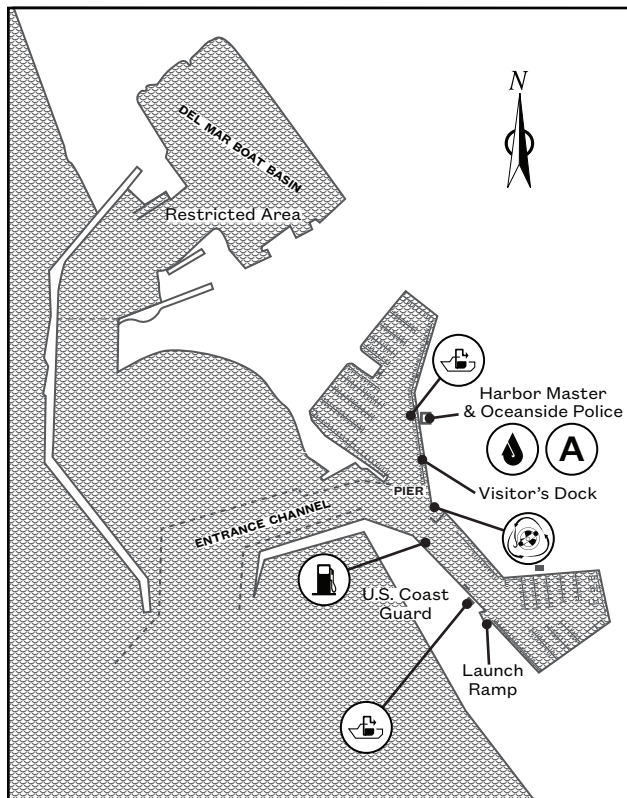 DEL MAR BOAT BASIN
N
Restricted Area
Harbor Master
& Oceanside Police
A
Visitor's Dock
PIER
ENTRANCE CHANNEL
U.S. Coast
Guard
Launch
Ramp